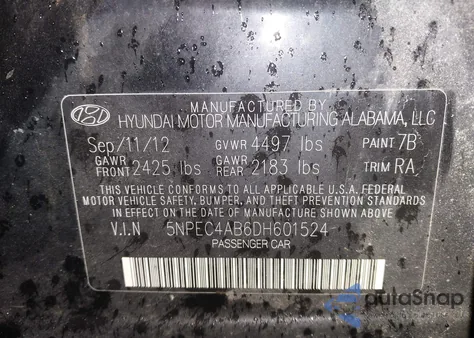 MANUFACTURED BY
HYUNDAI MOTOR MANUFACTURING ALABAMA, LLC
Sep/11/12 GVWR 4497 lbs PAINT 7B
GAWR FRONT 2425 lbs GAWR REAR 2183 lbs TRIM RA
THIS VEHICLE CONFORMS TO ALL APPLICABLE U.S.A. FEDERAL
MOTOR VEHICLE SAFETY, BUMPER, AND THEFT PREVENTION STANDARDS
IN EFFECT ON THE DATE OF MANUFACTURE SHOWN ABOVE.
V.I.N 5NPEC4AB6DH601524
PASSENGER CAR
autoSnap